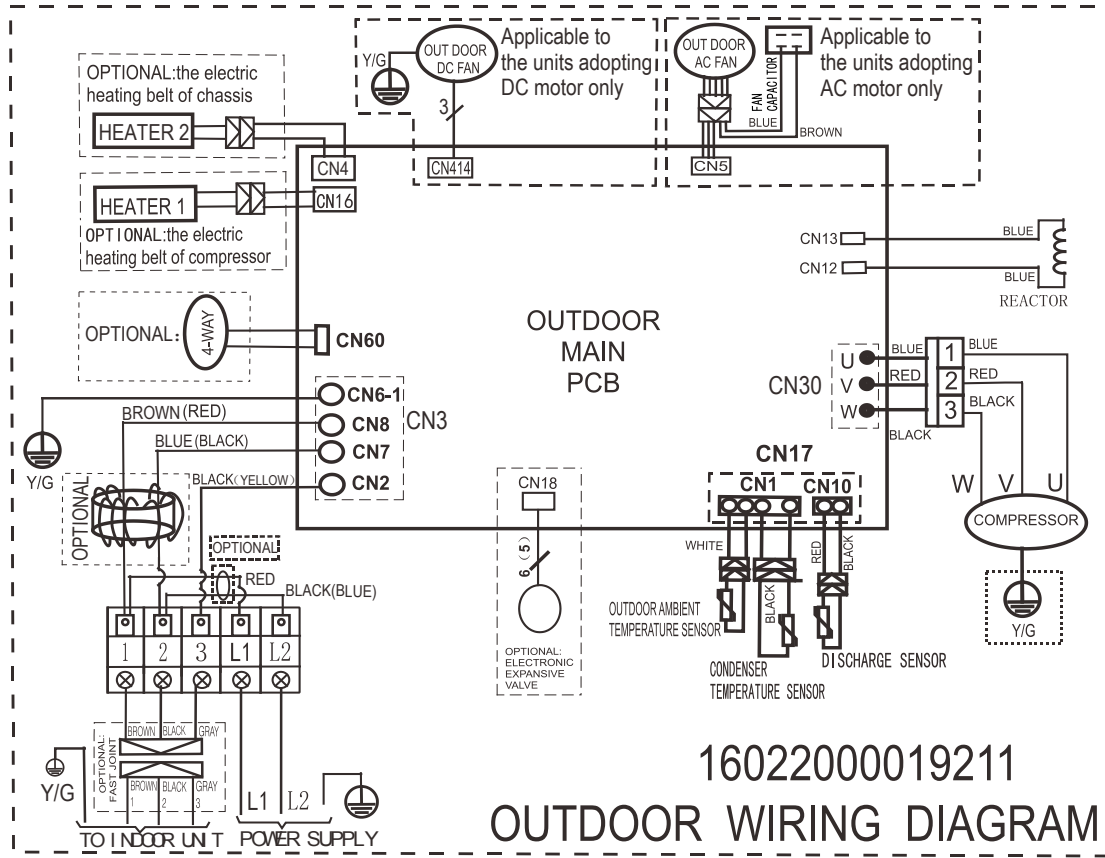 OPTIONAL:the electric
heating belt of chassis
HEATER 2
HEATER 1
OPTIONAL:the electric
heating belt of compressor
Y/G
OUT DOOR
DC FAN
Applicable to
the units adopting
DC motor only
3
CN414
OUT DOOR
AC FAN
FAN
CAPACITOR
BLUE
BROWN
Applicable to
the units adopting
AC motor only
CN5
CN4
CN16
OPTIONAL:
4-WAY
CN60
CN6-1
CN8
CN7
CN2
CN3
OUTDOOR
MAIN
PCB
CN13
CN12
BLUE
BLUE
REACTOR
CN30
U
V
W
BLUE
RED
BLACK
1
2
3
BLUE
RED
BLACK
W V U
COMPRESSOR
Y/G
BROWN(RED)
BLUE(BLACK)
BLACK(YELLOW)
Y/G
OPTIONAL
OPTIONAL
RED
BLACK(BLUE)
1 2 3 L1 L2
CN18
6 (5)
OPTIONAL:
ELECTRONIC
EXPANSIVE
VALVE
CN17
CN1
CN10
WHITE
BLACK
RED
BLACK
OUTDOOR AMBIENT
TEMPERATURE SENSOR
CONDENSER
TEMPERATURE SENSOR
DISCHARGE SENSOR
OPTIONAL:
FAST JOINT
BROWN BLACK GRAY
BROWN BLACK GRAY
1 2 3
Y/G
L1 L2
TO INDOOR UNIT
POWER SUPPLY
16022000019211
OUTDOOR WIRING DIAGRAM